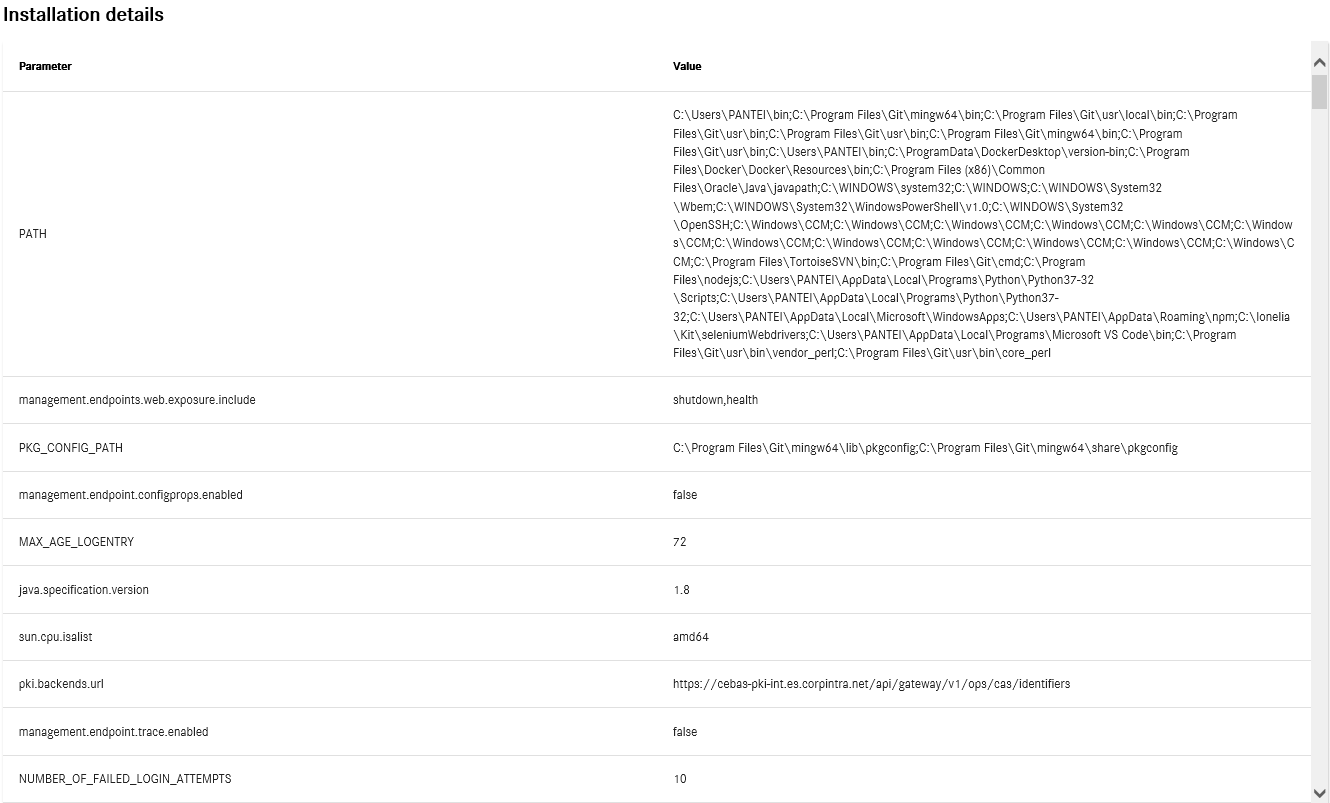 Installation details
Parameter Value
PATH
C:\Users\PANTEI\bin;C:\Program Files\Git\mingw64\bin;C:\Program Files\Git\usr\local\bin;C:\Program
Files\Git\usr\bin;C:\Program Files\Git\usr\bin;C:\Program Files\Git\mingw64\bin;C:\Program
Files\Git\usr\bin;C:\Users\PANTEI\bin;C:\ProgramData\DockerDesktop\version-bin;C:\Program
Files\Docker\Docker\Resources\bin;C:\Program Files (x86)\Common
Files\Oracle\Java\javapath;C:\WINDOWS\system32;C:\WINDOWS;C:\WINDOWS\System32
\Wbem;C:\WINDOWS\System32\WindowsPowerShell\v1.0;C:\WINDOWS\System32
\OpenSSH;C:\Windows\CCM;C:\Windows\CCM;C:\Windows\CCM;C:\Windows\CCM;C:\Windows\CCM;C:\Window
s\CCM;C:\Windows\CCM;C:\Windows\CCM;C:\Windows\CCM;C:\Windows\CCM;C:\Windows\CCM;C:\Windows\C
CM;C:\Program Files\TortoiseSVN\bin;C:\Program Files\Git\cmd;C:\Program
Files\nodejs;C:\Users\PANTEI\AppData\Local\Programs\Python\Python37-32
\Scripts;C:\Users\PANTEI\AppData\Local\Programs\Python\Python37-
32;C:\Users\PANTEI\AppData\Local\Microsoft\WindowsApps;C:\Users\PANTEI\AppData\Roaming\npm;C:\Ionelia
\Kit\seleniumWebdrivers;C:\Users\PANTEI\AppData\Local\Programs\Microsoft VS Code\bin;C:\Program
Files\Git\usr\bin\vendor_perl;C:\Program Files\Git\usr\bin\core_perl
management.endpoints.web.exposure.include shutdown,health
PKG_CONFIG_PATH C:\Program Files\Git\mingw64\lib\pkgconfig;C:\Program Files\Git\mingw64\share\pkgconfig
management.endpoint.configprops.enabled false
MAX_AGE_LOGENTRY 72
java.specification.version 1.8
sun.cpu.isalist amd64
pki.backends.url https://cebas-pki-int.es.corpintra.net/api/gateway/v1/ops/cas/identifiers
management.endpoint.trace.enabled false
NUMBER_OF_FAILED_LOGIN_ATTEMPTS 10